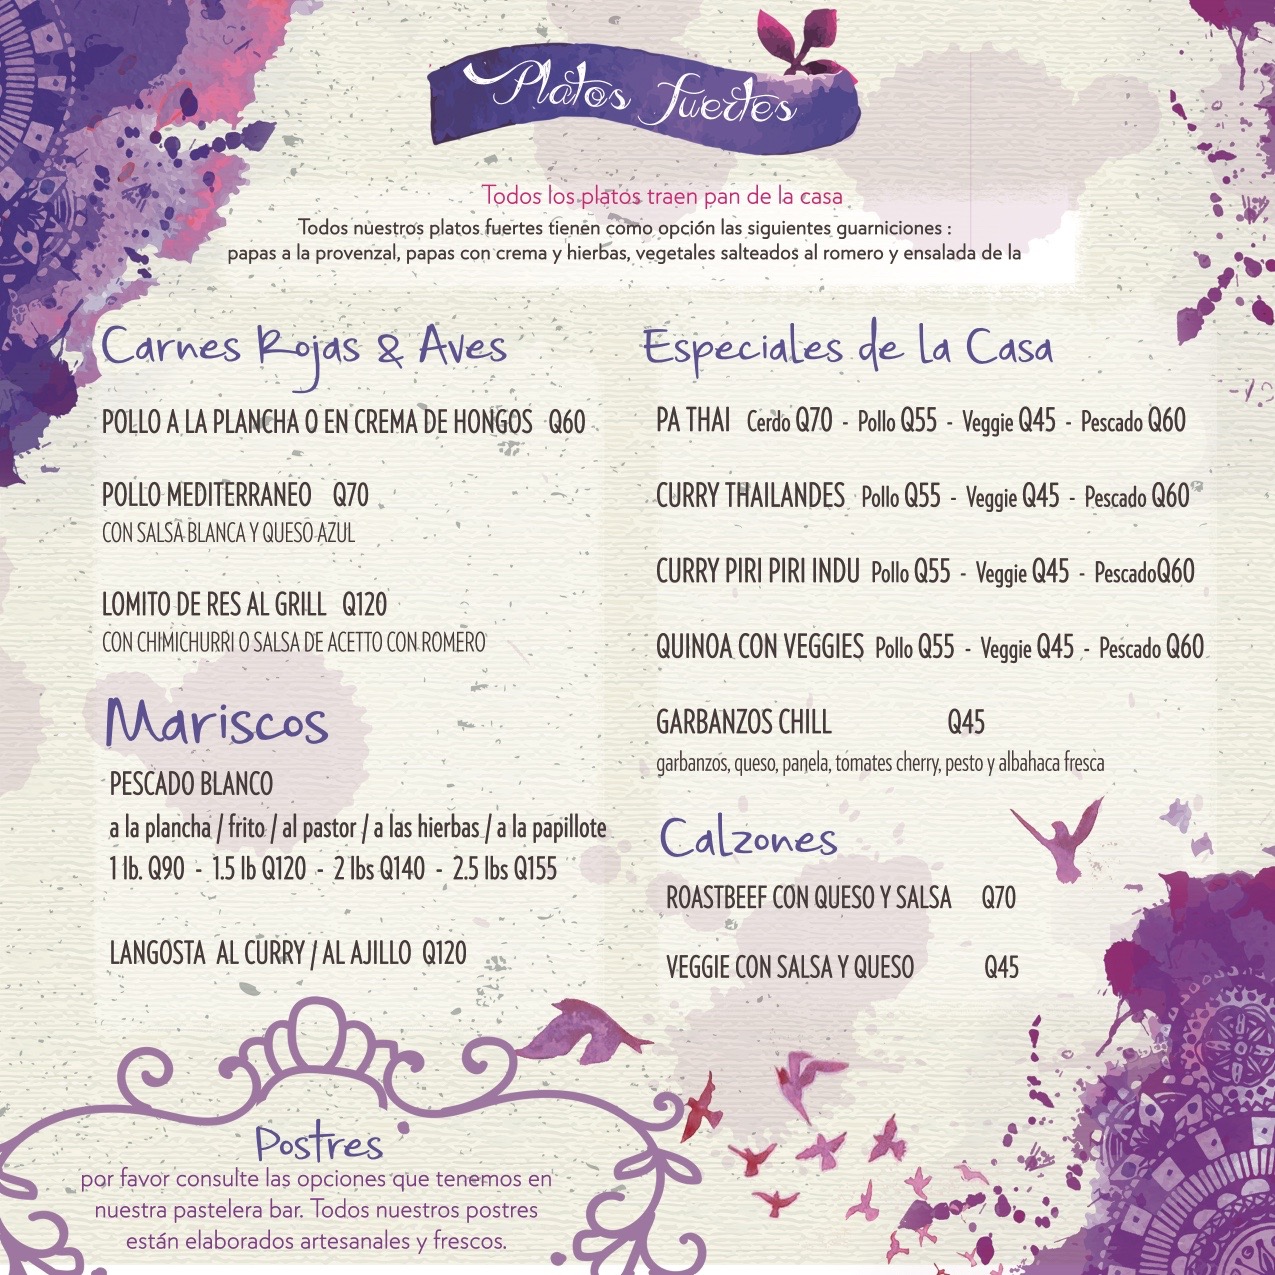 Platos Fuertes
Todos los platos traen pan de la casa
Todos nuestros platos fuertes tienen como opción las siguientes guarniciones :
papas a la provenzal, papas con crema y hierbas, vegetales salteados al romero y ensalada de la
Carnes Rojas & Aves
POLLO A LA PLANCHA O EN CREMA DE HONGOS Q60
POLLO MEDITERRANEO Q70
CON SALSA BLANCA Y QUESO AZUL
LOMITO DE RES AL GRILL Q120
CON CHIMICHURRI O SALSA DE ACETTO CON ROMERO
Mariscos
PESCADO BLANCO
a la plancha / frito / al pastor / a las hierbas / a la papillote
1 lb. Q90 - 1.5 lb Q120 - 2 lbs Q140 - 2.5 lbs Q155
LANGOSTA AL CURRY / AL AJILLO Q120
Especiales de la Casa
PA THAI Cerdo Q70 - Pollo Q55 - Veggie Q45 - Pescado Q60
CURRY THAILANDES Pollo Q55 - Veggie Q45 - Pescado Q60
CURRY PIRI PIRI INDU Pollo Q55 - Veggie Q45 - PescadoQ60
QUINOA CON VEGGIES Pollo Q55 - Veggie Q45 - Pescado Q60
GARBANZOS CHILL Q45
garbanzos, queso, panela, tomates cherry, pesto y albahaca fresca
Calzones
ROASTBEEF CON QUESO Y SALSA Q70
VEGGIE CON SALSA Y QUESO Q45
Postres
por favor consulte las opciones que tenemos en
nuestra pastelera bar. Todos nuestros postres
están elaborados artesanales y frescos.